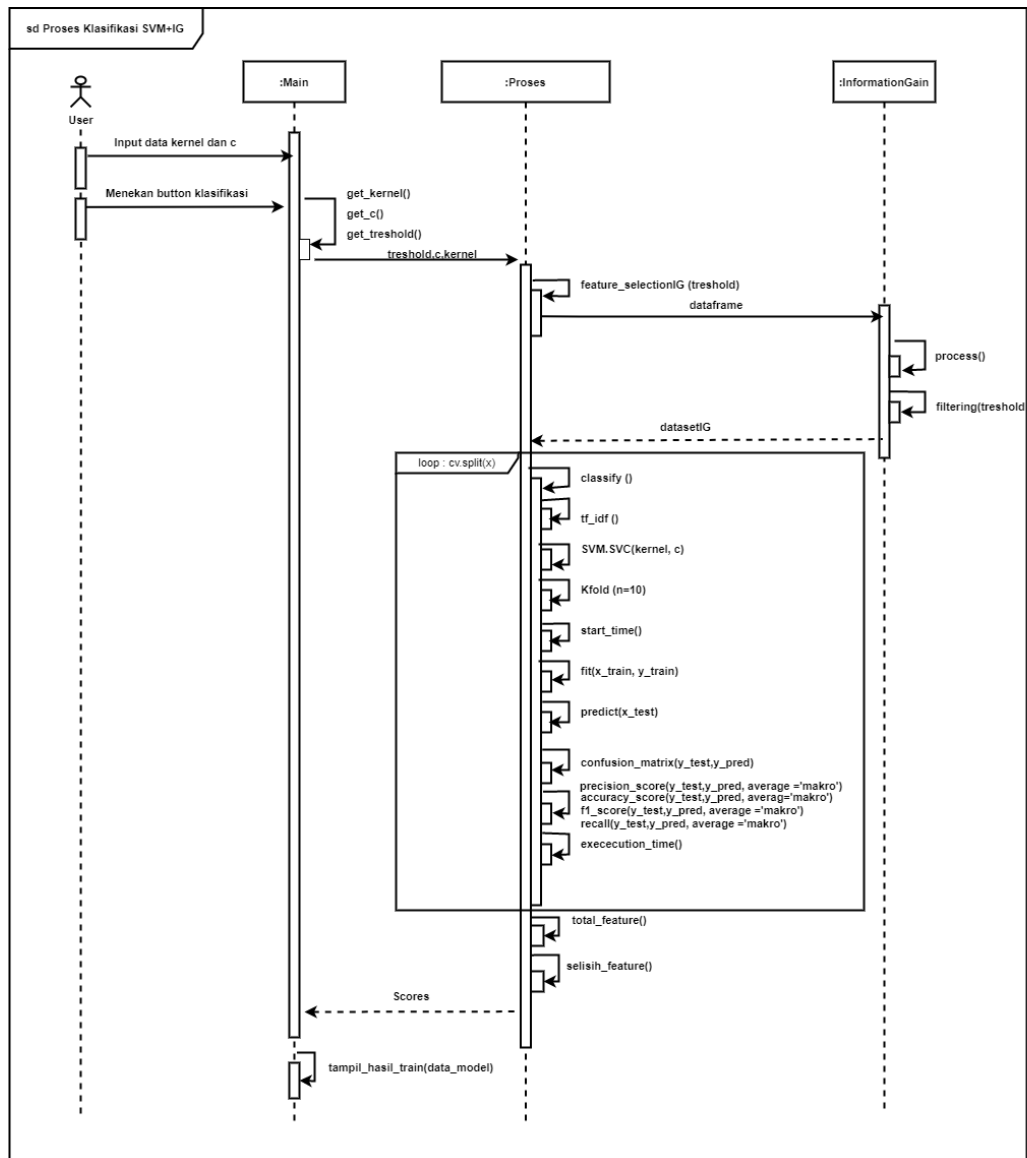 sd Proses Klasifikasi SVM+IG
:Main
:Proses
:InformationGain
User
Input data kernel dan c
Menekan button klasifikasi
get_kernel()
get_c()
get_treshold()
treshold,c,kernel
feature_selectionIG (treshold)
dataframe
process()
filtering(treshold
datasetIG
loop : cv.split(x)
classify ()
tf_idf ()
SVM.SVC(kernel, c)
Kfold (n=10)
start_time()
fit(x_train, y_train)
predict(x_test)
confusion_matrix(y_test,y_pred)
precision_score(y_test,y_pred, average ='makro')
accuracy_score(y_test,y_pred, averag='makro')
f1_score(y_test,y_pred, average ='makro')
recall(y_test,y_pred, average ='makro')
exececution_time()
total_feature()
selisih_feature()
Scores
tampil_hasil_train(data_model)